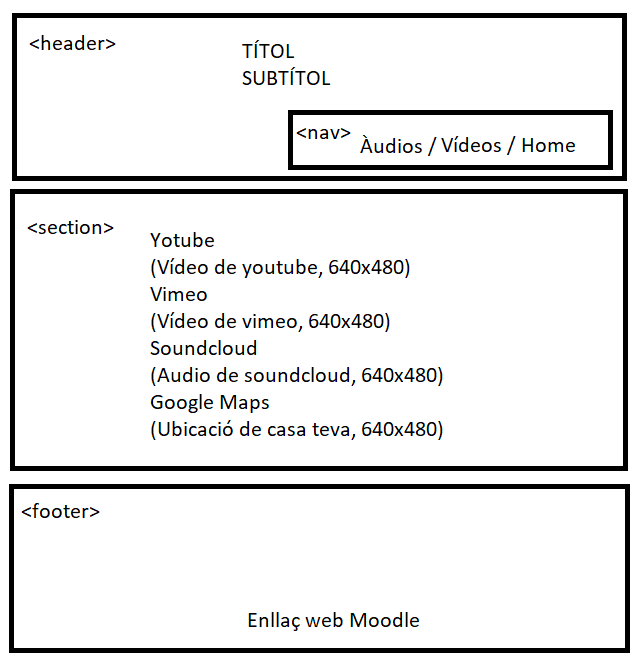 <header>
TÍTOL
SUBTÍTOL
<nav> Àudios / Vídeos / Home
<section>
Yotube
(Vídeo de youtube, 640x480)
Vimeo
(Vídeo de vimeo, 640x480)
Soundcloud
(Audio de soundcloud, 640x480)
Google Maps
(Ubicació de casa teva, 640x480)
<footer>
Enllaç web Moodle